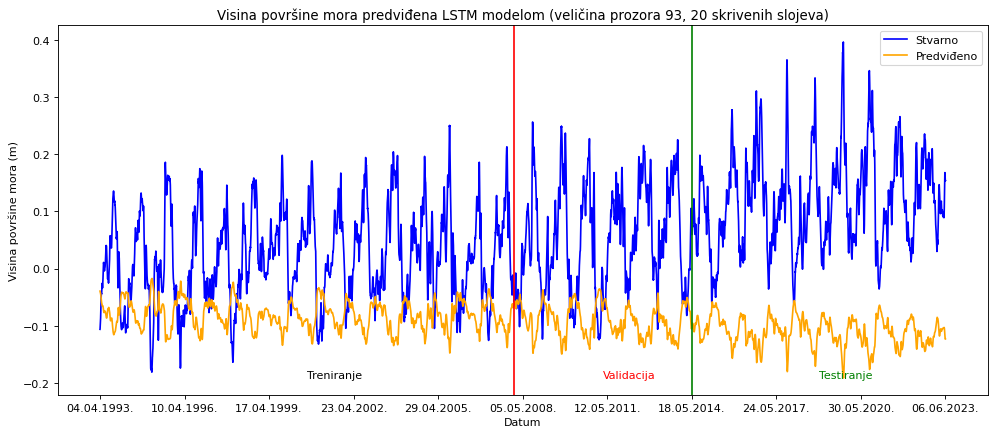 Visina površine mora predviđena LSTM modelom (veličina prozora 93, 20 skrivenih slojeva)
Stvarno
Predviđeno
Visina površine mora (m)
0.4
0.3
0.2
0.1
0.0
−0.1
−0.2
Treniranje
Validacija
Testiranje
04.04.1993. 10.04.1996. 17.04.1999. 23.04.2002. 29.04.2005. 05.05.2008. 12.05.2011. 18.05.2014. 24.05.2017. 30.05.2020. 06.06.2023.
Datum